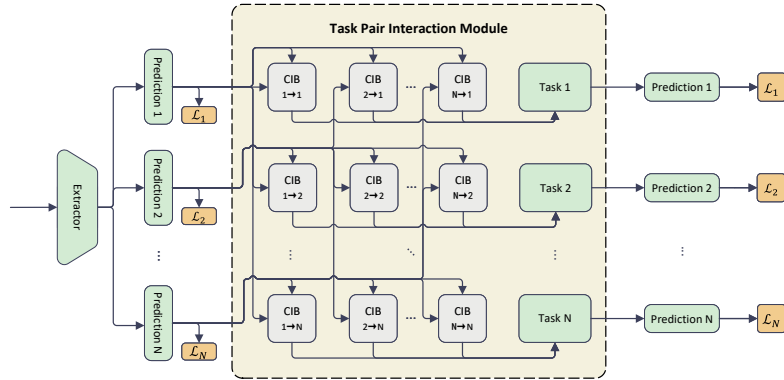 Task Pair Interaction Module
Extractor
Prediction 1
ℒ₁
CIB
1→1
CIB
2→1
...
CIB
N→1
Task 1
Prediction 1
ℒ₁
Prediction 2
ℒ₂
CIB
1→2
CIB
2→2
...
CIB
N→2
Task 2
Prediction 2
ℒ₂
...
...
...
...
...
Prediction N
ℒ_N
CIB
1→N
CIB
2→N
...
CIB
N→N
Task N
Prediction N
ℒ_N